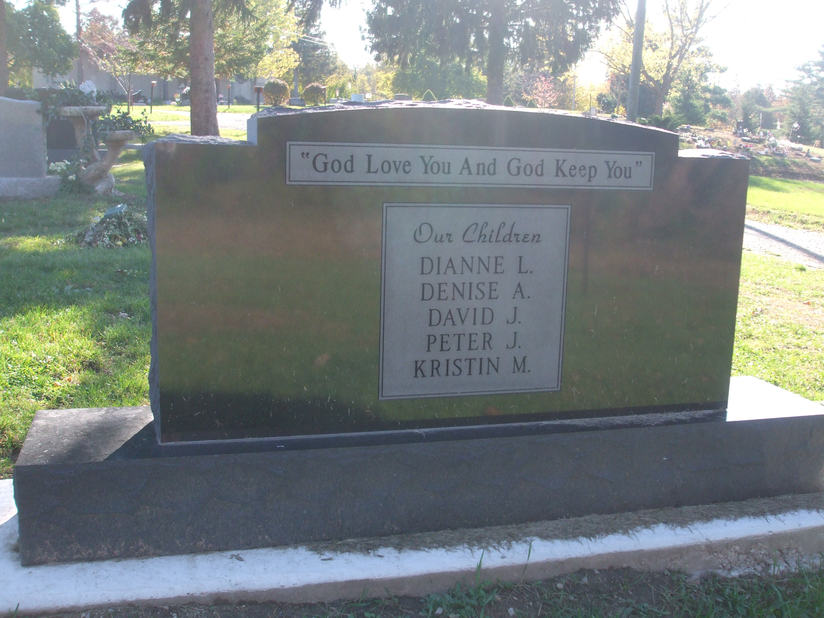 "God Love You And God Keep You"
Our Children
DIANNE L.
DENISE A.
DAVID J.
PETER J.
KRISTIN M.